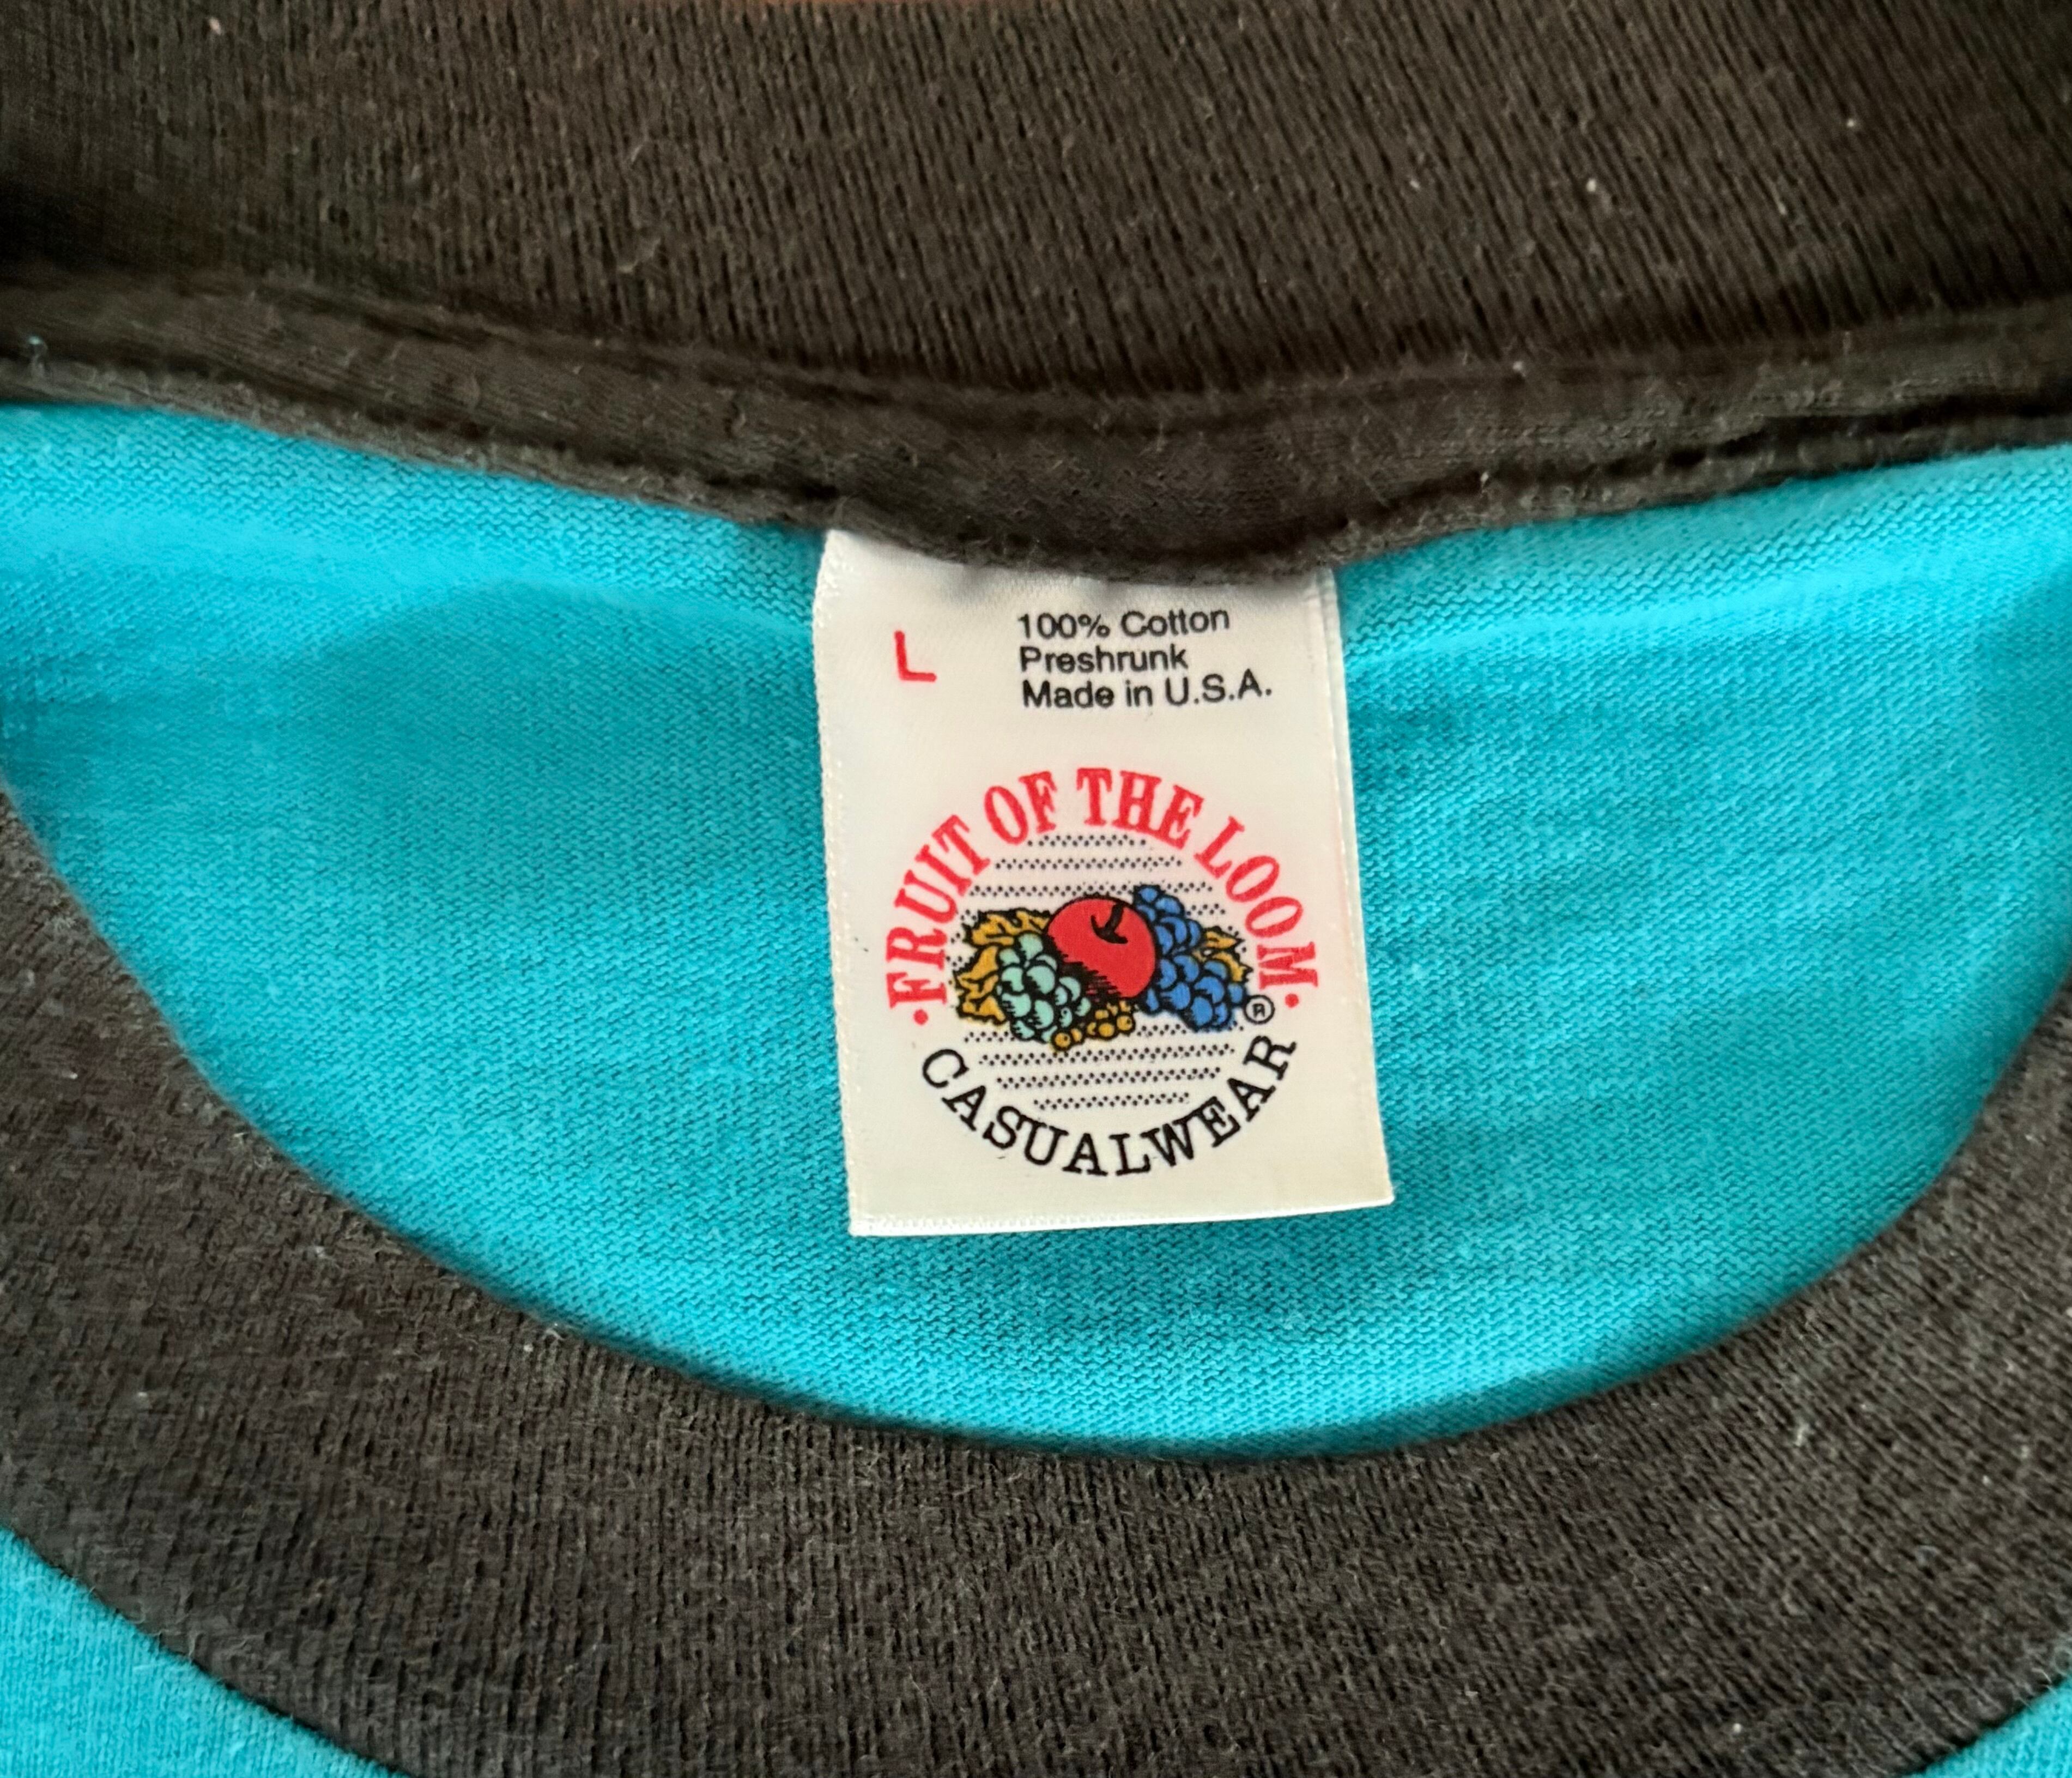 L
100% Cotton
Preshrunk
Made in U.S.A.
·FRUIT OF THE LOOM·
®
CASUALWEAR